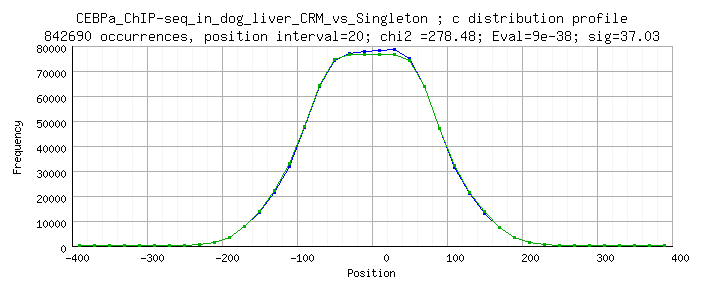 CEBPa_ChIP-seq_in_dog_liver_CRM_vs_Singleton ; c distribution profile
842690 occurrences, position interval=20; chi2 =278.48; Eval=9e-38; sig=37.03
80000
70000
60000
50000
40000
30000
20000
10000
0
Frequency
-400 -300 -200 -100 0 100 200 300 400
Position